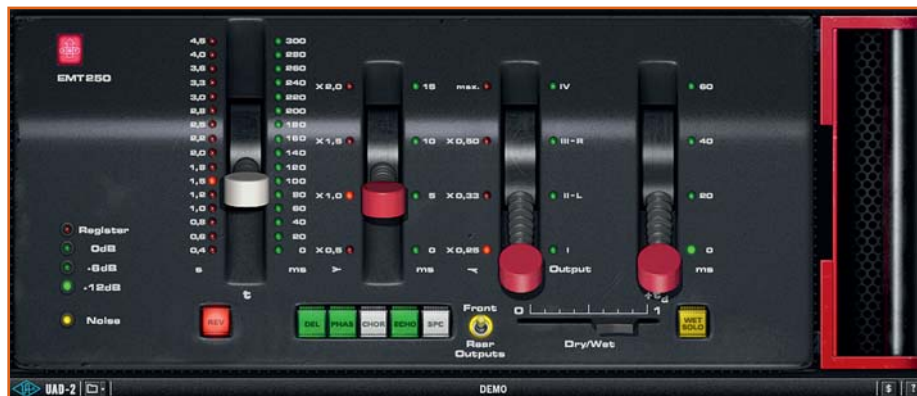 EMT250
4,5 300
4,0 280
3,6 260
3,3 240
3,0 220
2,8 200
2,5 180
2,2 160
2,0 140
1,8 120
1,5 100
1,2 80
1,0 60
0,8 40
0,6 20
0,4 0
s ms
t
X2,0 15
X1,5 10
X1,0 5
X0,5 0
ms
max. IV
X0,50 III-R
X0,33 II-L
X0,25 I
Output
60
40
20
0
ms
Register
0dB
-6dB
-12dB
Noise
REV
DEL PHAS CHOR ECHO SPC
Front
Rear
Outputs
0 1
Dry/Wet
WET
SOLO
UAD-2
DEMO
$ ?